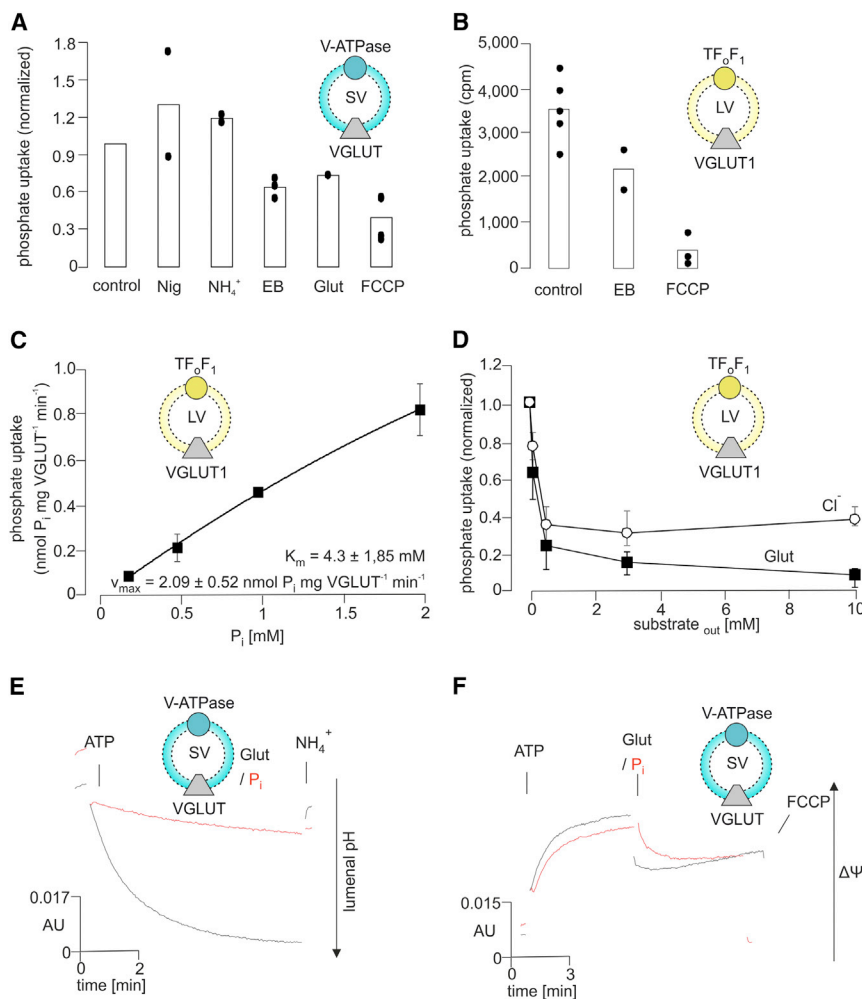 A
phosphate uptake (normalized)
1.8
1.5
1.2
0.9
0.6
0.3
0
control
Nig
NH₄⁺
EB
Glut
FCCP
V-ATPase
SV
VGLUT
B
phosphate uptake (cpm)
5,000
4,000
3,000
2,000
1,000
0
control
EB
FCCP
TFₒF₁
LV
VGLUT1
C
phosphate uptake
(nmol Pᵢ mg VGLUT⁻¹ min⁻¹)
1.0
0.8
0.6
0.4
0.2
0
TFₒF₁
LV
VGLUT1
Kₘ = 4.3 ± 1,85 mM
vₘₐₓ = 2.09 ± 0.52 nmol Pᵢ mg VGLUT⁻¹ min⁻¹
0
0.5
1
1.5
2
Pᵢ [mM]
D
phosphate uptake (normalized)
1.2
1.0
0.8
0.6
0.4
0.2
0
TFₒF₁
LV
VGLUT1
Cl⁻
Glut
0
2
4
6
8
10
substrate ₒᵤₜ [mM]
E
ATP
V-ATPase
SV
VGLUT
Glut
/ Pᵢ
NH₄⁺
lumenal pH
0.017
AU
0
2
time [min]
F
ATP
Glut
/ Pᵢ
V-ATPase
SV
VGLUT
FCCP
ΔΨ
0.015
AU
0
3
time [min]